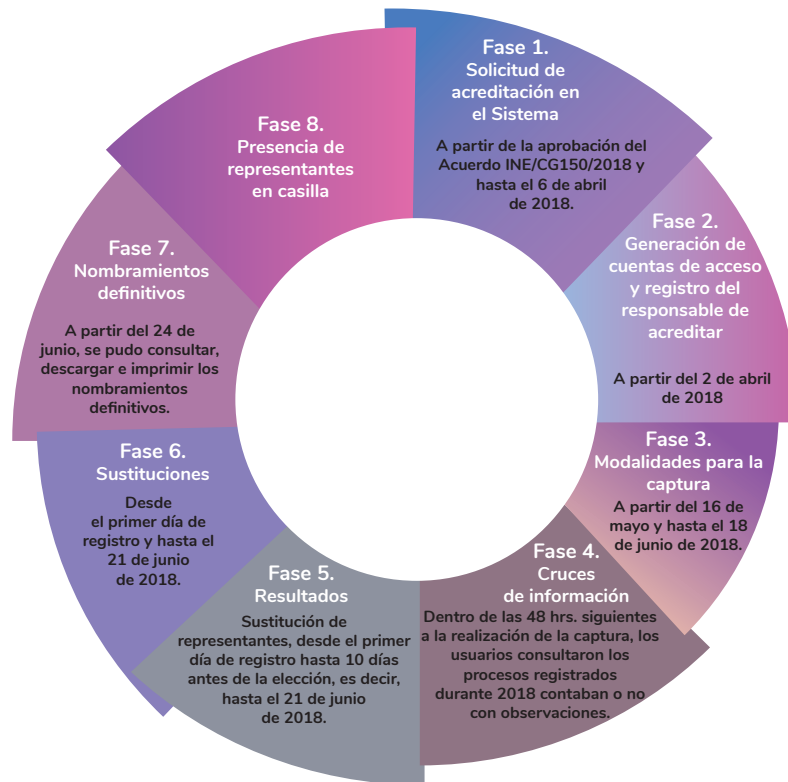 Fase 1.
Solicitud de
acreditación en
el Sistema
A partir de la aprobación del
Acuerdo INE/CG150/2018 y
hasta el 6 de abril
de 2018.
Fase 2.
Generación de
cuentas de acceso
y registro del
responsable de
acreditar
A partir del 2 de abril
de 2018
Fase 3.
Modalidades para la
captura
A partir del 16 de
mayo y hasta el 18
de junio de 2018.
Fase 4.
Cruces
de información
Dentro de las 48 hrs. siguientes
a la realización de la captura, los
usuarios consultaron los
procesos registrados
durante 2018 contaban o no
con observaciones.
Fase 5.
Resultados
Sustitución de
representantes, desde el primer
día de registro hasta 10 días
antes de la elección, es decir,
hasta el 21 de junio
de 2018.
Fase 6.
Sustituciones
Desde
el primer día de
registro y hasta el
21 de junio
de 2018.
Fase 7.
Nombramientos
definitivos
A partir del 24 de
junio, se pudo consultar,
descargar e imprimir los
nombramientos
definitivos.
Fase 8.
Presencia de
representantes
en casilla